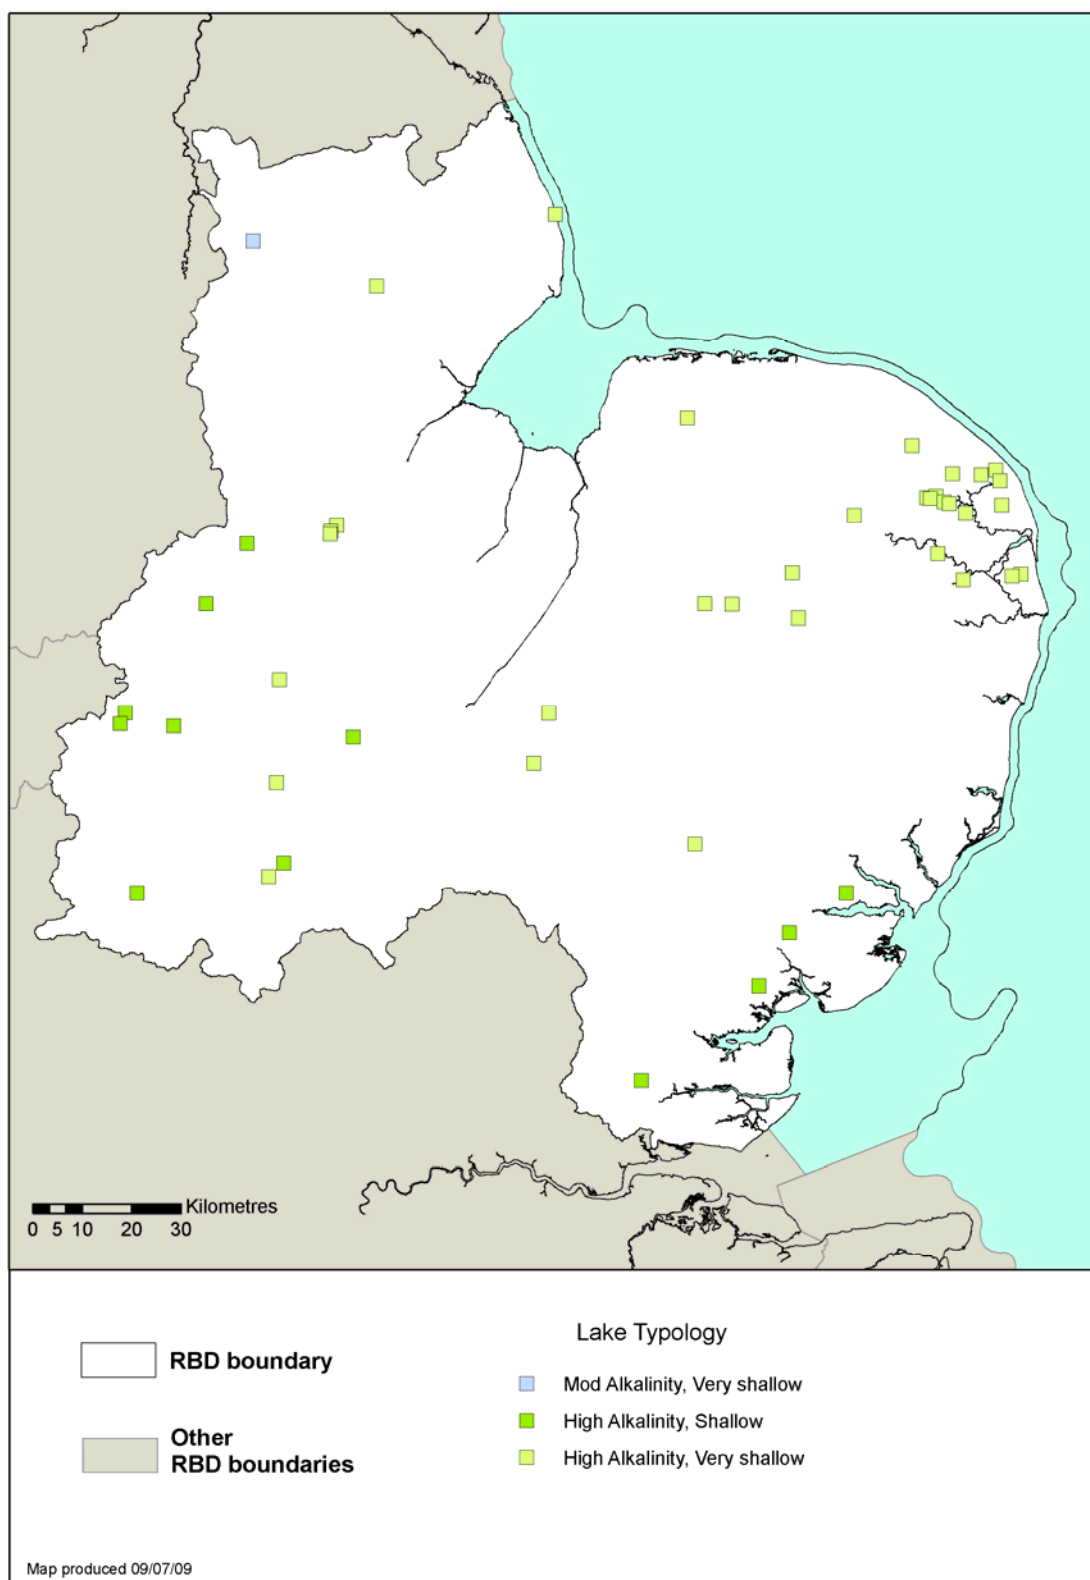 Kilometres
0 5 10 20 30
Lake Typology
RBD boundary
Mod Alkalinity, Very shallow
High Alkalinity, Shallow
Other
RBD boundaries
High Alkalinity, Very shallow
Map produced 09/07/09